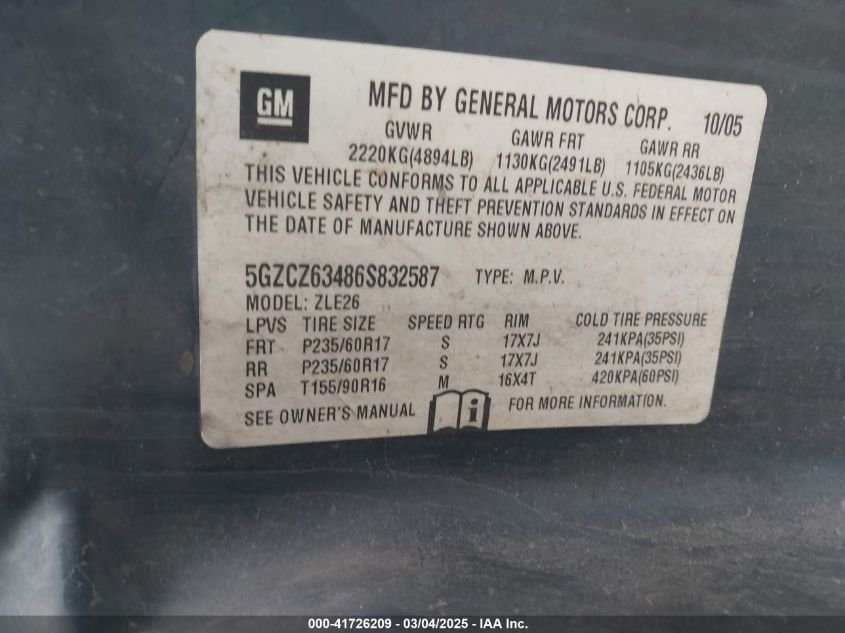 GM
MFD BY GENERAL MOTORS CORP. 10/05
GVWR GAWR FRT GAWR RR
2220KG(4894LB) 1130KG(2491LB) 1105KG(2436LB)
THIS VEHICLE CONFORMS TO ALL APPLICABLE U.S. FEDERAL MOTOR
VEHICLE SAFETY AND THEFT PREVENTION STANDARDS IN EFFECT ON
THE DATE OF MANUFACTURE SHOWN ABOVE.
5GZCZ63486S832587 TYPE: M.P.V.
MODEL: ZLE26
LPVS TIRE SIZE SPEED RTG RIM COLD TIRE PRESSURE
FRT P235/60R17 S 17X7J 241KPA(35PSI)
RR P235/60R17 S 17X7J 241KPA(35PSI)
SPA T155/90R16 M 16X4T 420KPA(60PSI)
SEE OWNER'S MANUAL i FOR MORE INFORMATION.
000-41726209 - 03/04/2025 - IAA Inc.